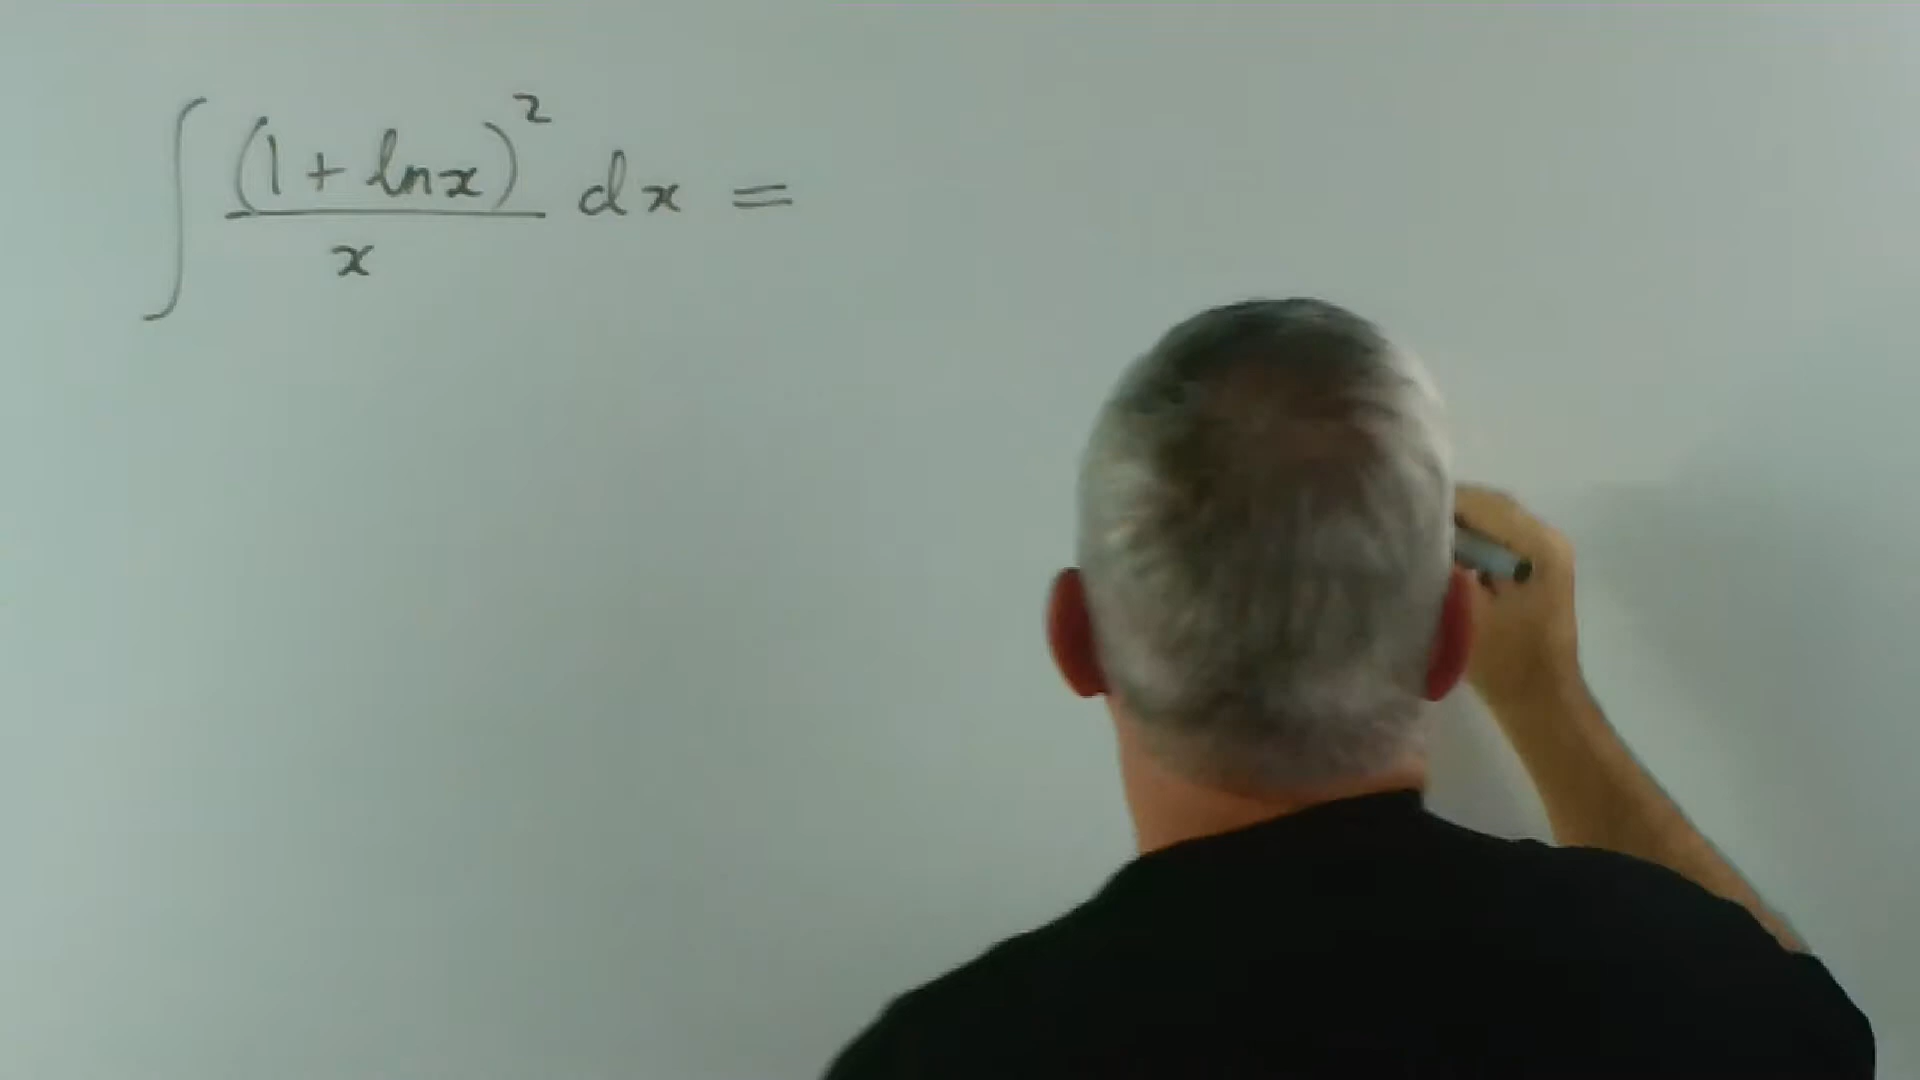 ∫ (1 + ln x)² / x dx =